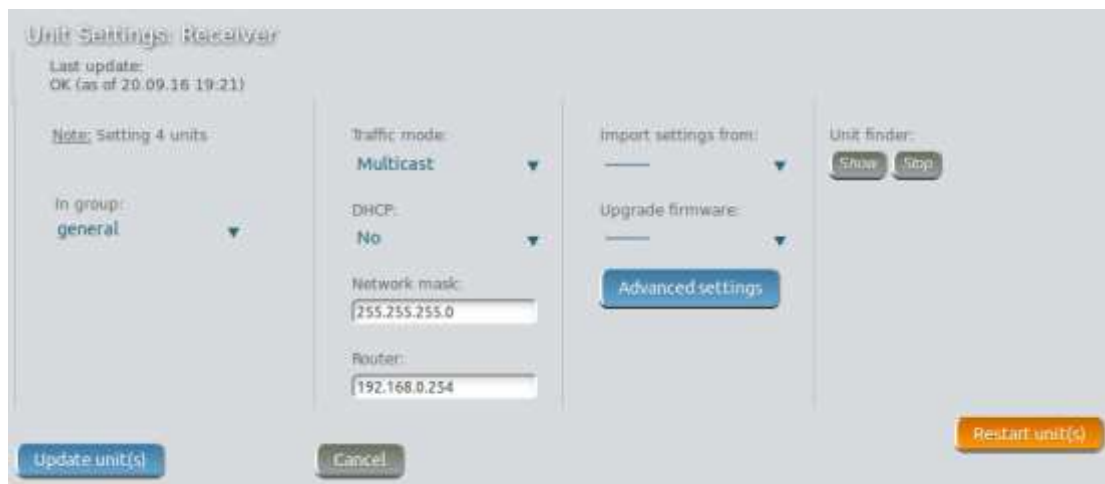 Unit Settings: Receiver
Last update:
OK (as of 20.09.16 19:21)
Note: Setting 4 units
In group:
general
Traffic mode:
Multicast
DHCP:
No
Network mask:
255.255.255.0
Router:
192.168.0.254
Import settings from:
------
Upgrade firmware:
------
Advanced settings
Unit finder:
Show Stop
Update unit(s)
Cancel
Restart unit(s)